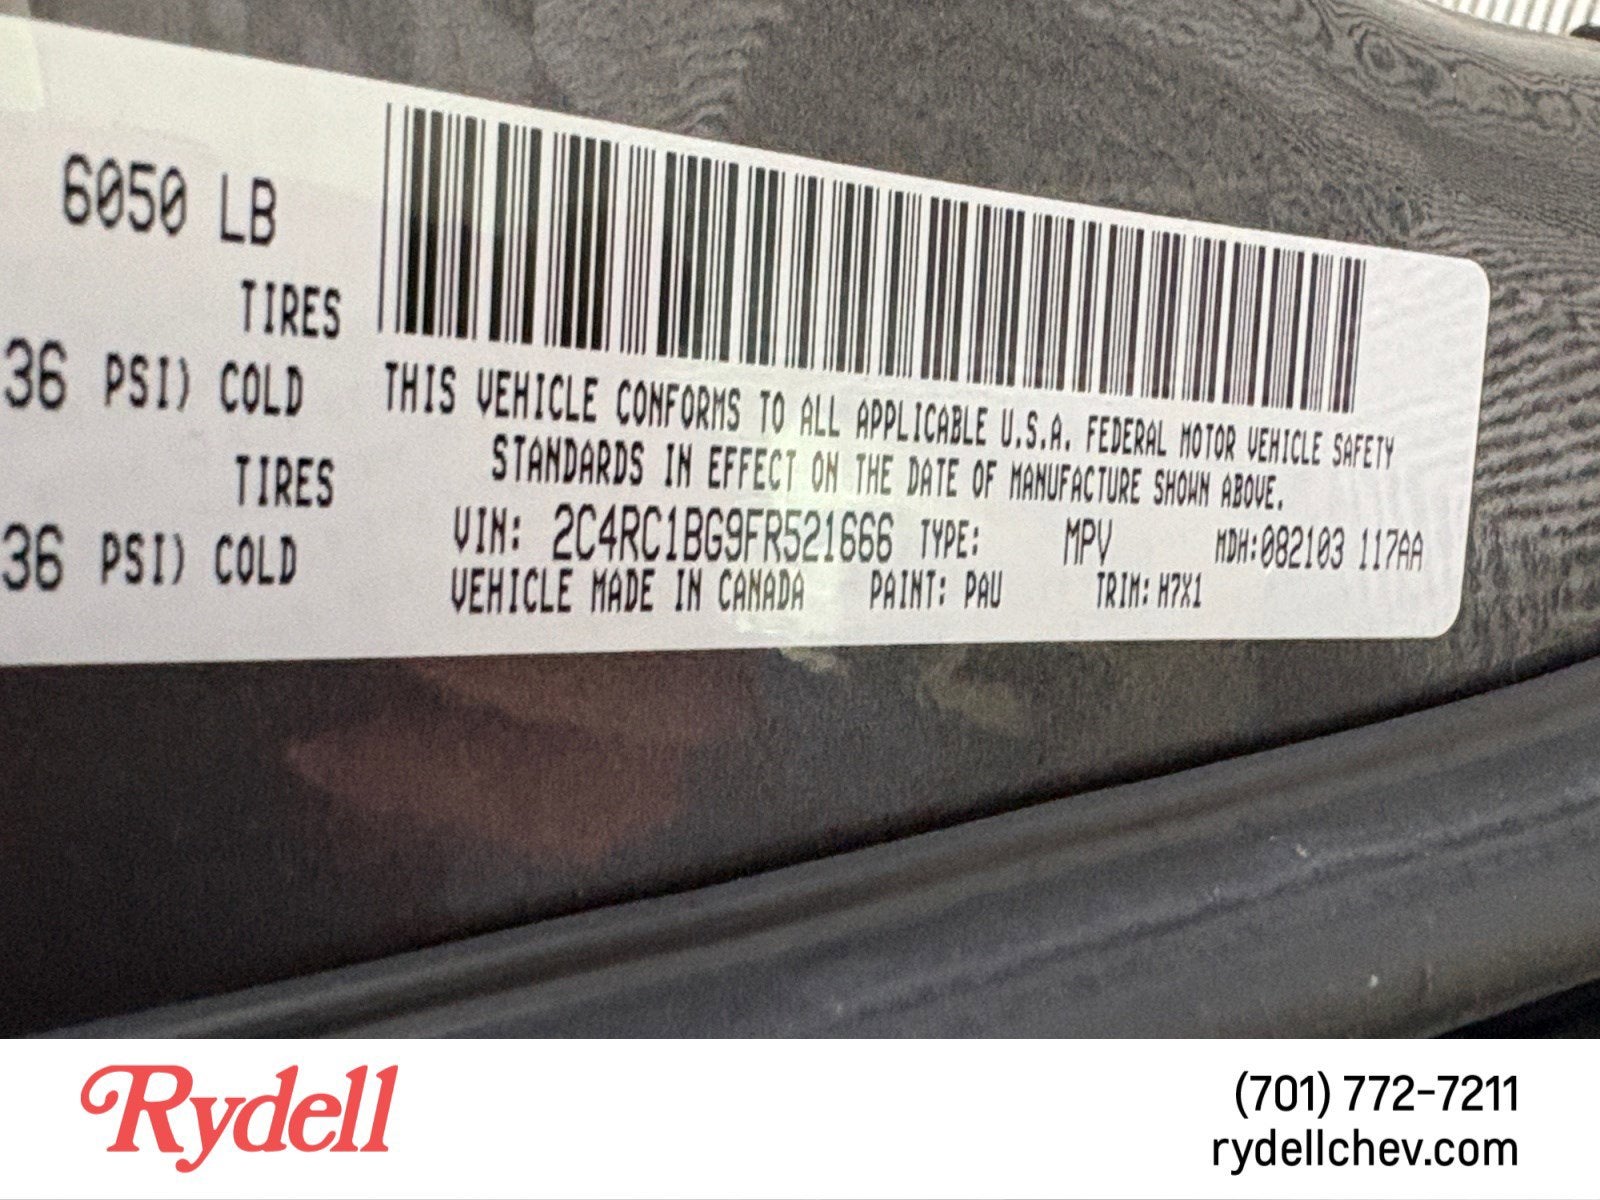 6050 LB
TIRES
36 PSI) COLD
TIRES
36 PSI) COLD
THIS VEHICLE CONFORMS TO ALL APPLICABLE U.S.A. FEDERAL MOTOR VEHICLE SAFETY
STANDARDS IN EFFECT ON THE DATE OF MANUFACTURE SHOWN ABOVE.
VIN: 2C4RC1BG9FR521666 TYPE: MPV MDH:082103 117AA
VEHICLE MADE IN CANADA PAINT: PAU TRIM: H7X1
Rydell
(701) 772-7211
rydellchev.com